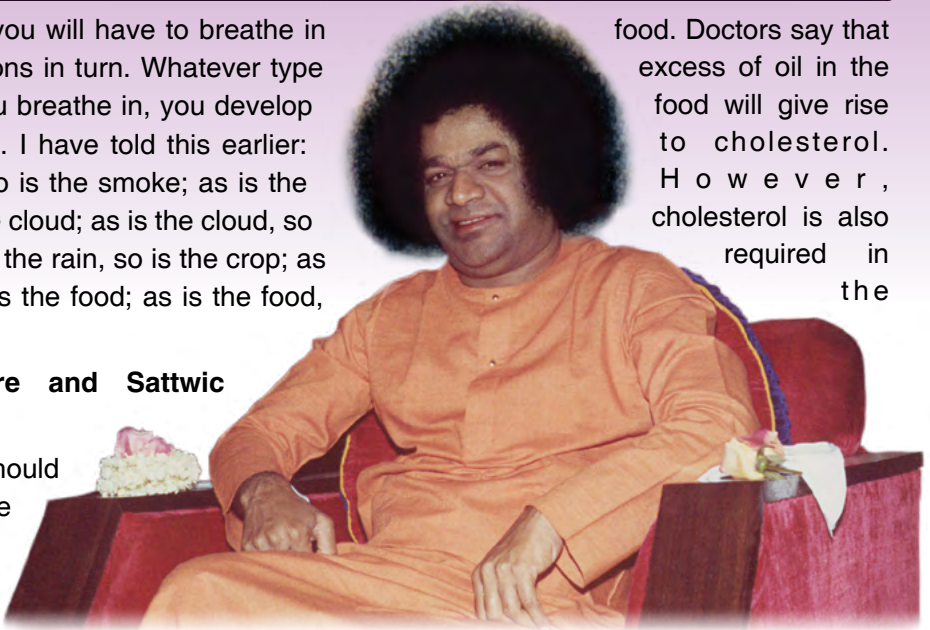 you will have to breathe in
ons in turn. Whatever type
u breathe in, you develop
. I have told this earlier:
o is the smoke; as is the
e cloud; as is the cloud, so
the rain, so is the crop; as
s the food; as is the food,
re and Sattwic
hould
e
food. Doctors say that
excess of oil in the
food will give rise
to cholesterol.
However,
cholesterol is also
required in
the